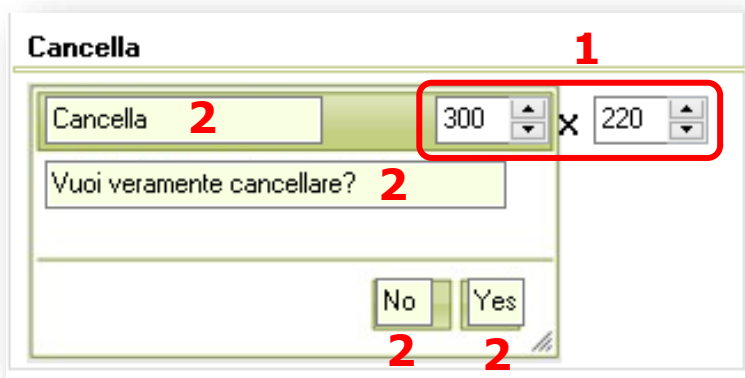 Cancella
1
Cancella 2 300 x 220
Vuoi veramente cancellare? 2
No Yes
2 2